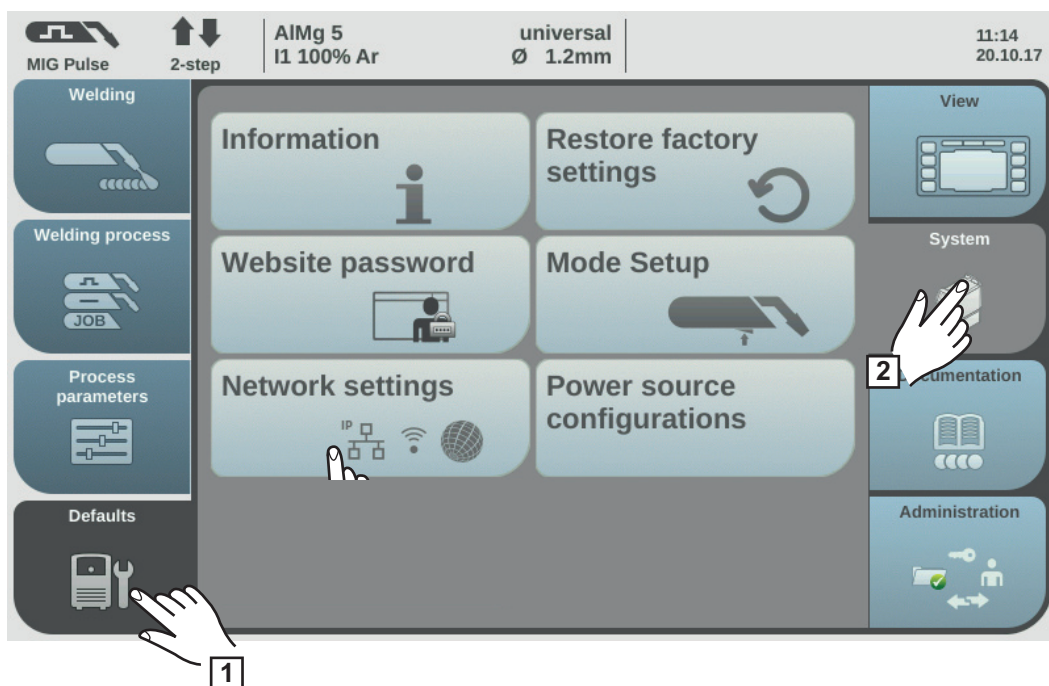 MIG Pulse
2-step
AlMg 5
I1 100% Ar
universal
Ø 1.2mm
11:14
20.10.17
Welding
Welding process
JOB
Process
parameters
Defaults
1
Information
Restore factory
settings
Website password
Mode Setup
Network settings
IP
Power source
configurations
View
System
2
Administration